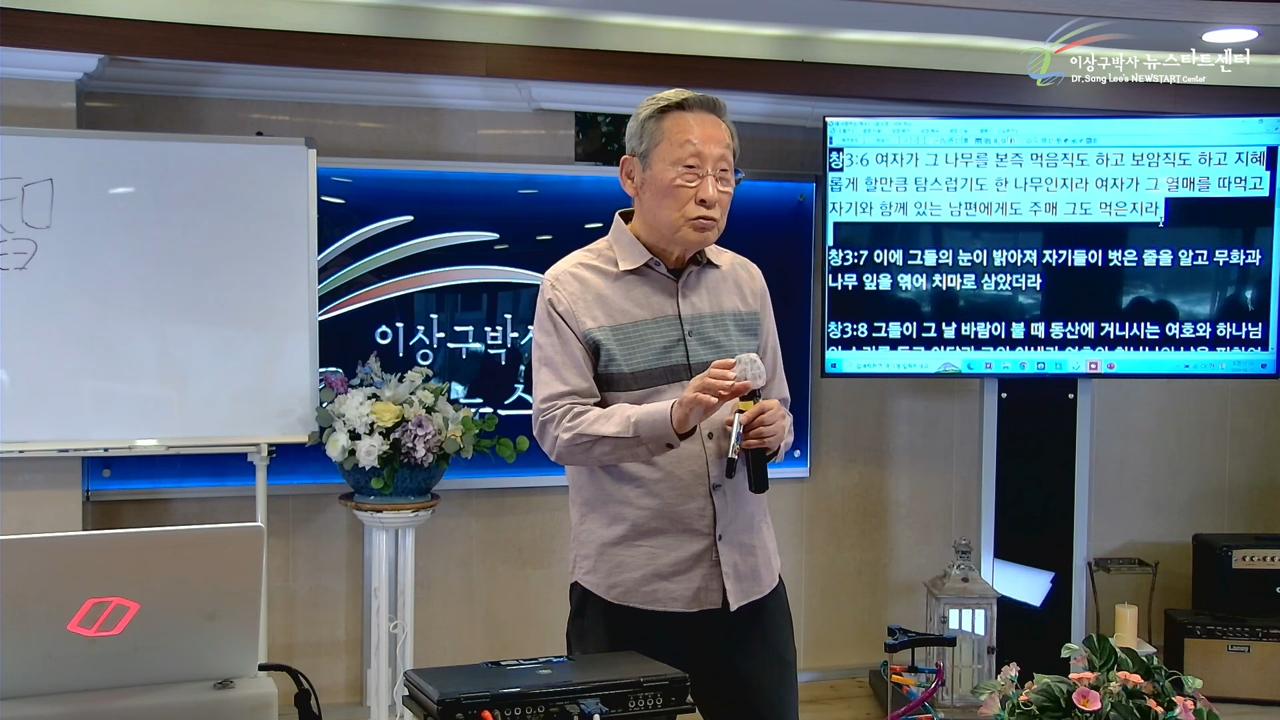 이상구박사 뉴스타트센터
Dr. Sang Lee's NEWSTART Center
창3:6 여자가 그 나무를 본즉 먹음직도 하고 보암직도 하고 지혜
롭게 할만큼 탐스럽기도 한 나무인지라 여자가 그 열매를 따먹고
자기와 함께 있는 남편에게도 주매 그도 먹은지라
창3:7 이에 그들의 눈이 밝아져 자기들이 벗은 줄을 알고 무화과
나무 잎을 엮어 치마로 삼았더라
창3:8 그들이 그 날 바람이 불 때 동산에 거니시는 여호와 하나님
이상구박사
뉴스
Laney